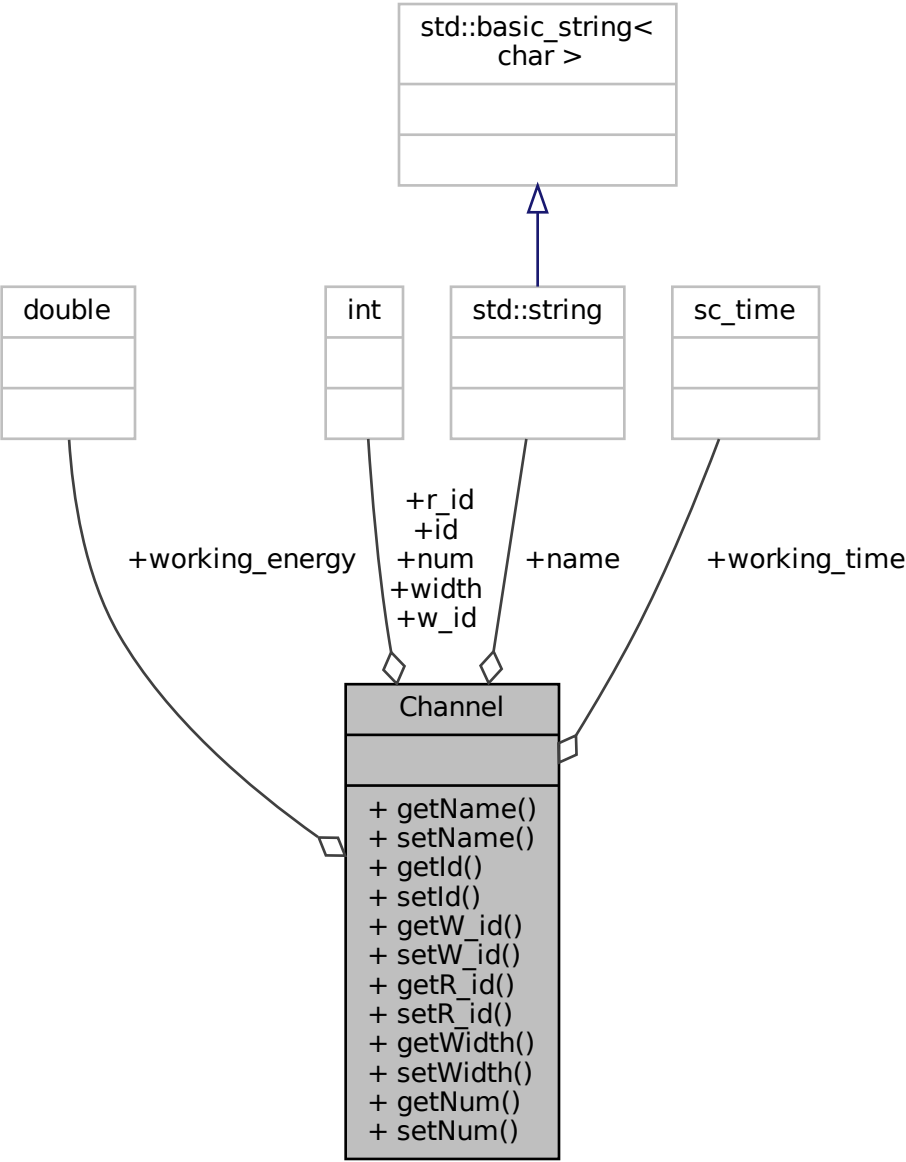 std::basic_string<
char >
double
int
std::string
sc_time
+working_energy
+r_id
+id
+num
+width
+w_id
+name
+working_time
Channel
+ getName()
+ setName()
+ getId()
+ setId()
+ getW_id()
+ setW_id()
+ getR_id()
+ setR_id()
+ getWidth()
+ setWidth()
+ getNum()
+ setNum()